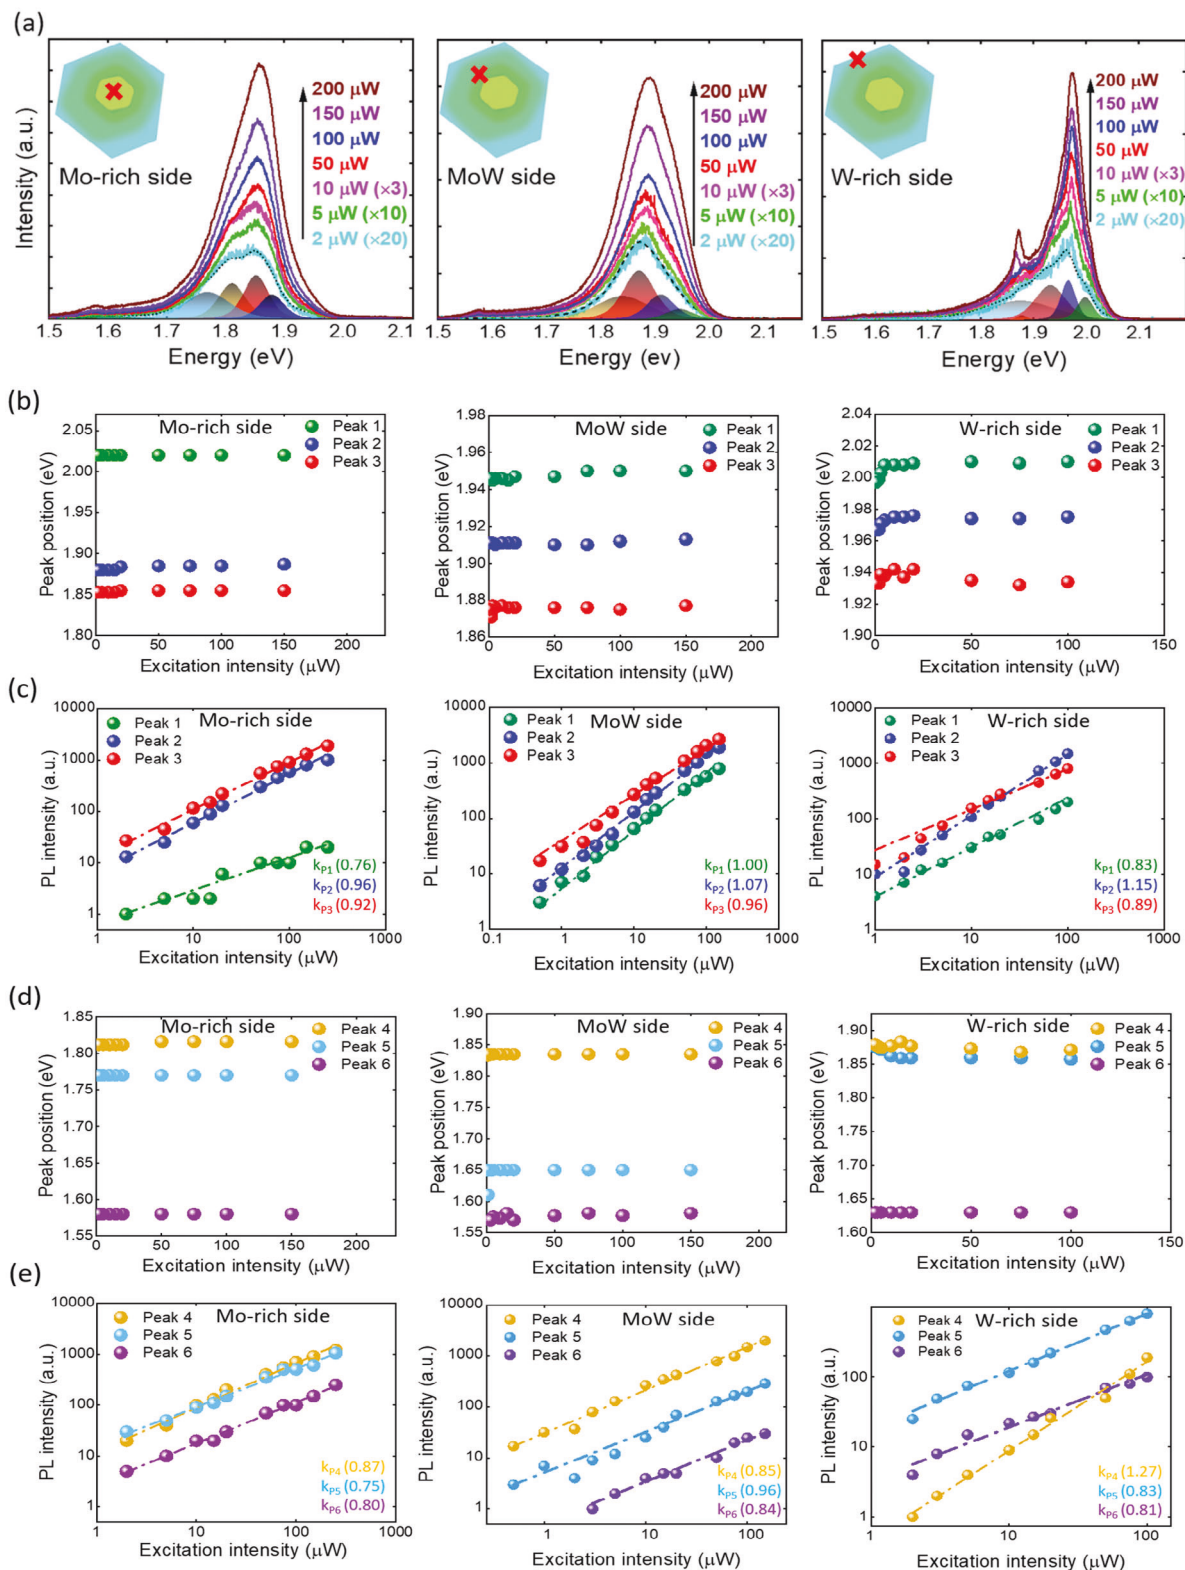 (a)
Intensity (a.u.)
Mo-rich side
200 μW
150 μW
100 μW
50 μW
10 μW (×3)
5 μW (×10)
2 μW (×20)
1.5 1.6 1.7 1.8 1.9 2.0 2.1
Energy (eV)
MoW side
200 μW
150 μW
100 μW
50 μW
10 μW (×3)
5 μW (×10)
2 μW (×20)
1.5 1.6 1.7 1.8 1.9 2.0 2.1
Energy (ev)
W-rich side
200 μW
150 μW
100 μW
50 μW
10 μW (×3)
5 μW (×10)
2 μW (×20)
1.5 1.6 1.7 1.8 1.9 2.0 2.1
Energy (eV)
(b)
Peak position (eV)
2.05
2.00
1.90
1.85
1.80
Mo-rich side
Peak 1
Peak 2
Peak 3
0 50 100 150 200
Excitation intensity (μW)
Peak position (eV)
1.98
1.96
1.94
1.92
1.90
1.88
1.86
MoW side
Peak 1
Peak 2
Peak 3
0 50 100 150 200
Excitation intensity (μW)
Peak position (eV)
2.04
2.02
2.00
1.98
1.96
1.94
1.92
1.90
W-rich side
Peak 1
Peak 2
Peak 3
0 50 100 150
Excitation intensity (μW)
(c)
PL intensity (a.u.)
10000
1000
100
10
1
Mo-rich side
Peak 1
Peak 2
Peak 3
kP1 (0.76)
kP2 (0.96)
kP3 (0.92)
1 10 100 1000
Excitation intensity (μW)
PL intensity (a.u.)
10000
1000
100
10
1
MoW side
Peak 1
Peak 2
Peak 3
kP1 (1.00)
kP2 (1.07)
kP3 (0.96)
0.1 1 10 100 1000
Excitation intensity (μW)
PL intensity (a.u.)
10000
1000
100
10
1
W-rich side
Peak 1
Peak 2
Peak 3
kP1 (0.83)
kP2 (1.15)
kP3 (0.89)
1 10 100 1000
Excitation intensity (μW)
(d)
Peak position (eV)
1.85
1.80
1.75
1.70
1.65
1.60
1.55
Mo-rich side
Peak 4
Peak 5
Peak 6
0 50 100 150 200
Excitation intensity (μW)
Peak position (eV)
1.85
1.80
1.75
1.70
1.65
1.60
1.55
MoW side
Peak 4
Peak 5
Peak 6
0 50 100 150 200
Excitation intensity (μW)
Peak position (eV)
1.90
1.85
1.80
1.75
1.70
1.65
1.60
W-rich side
Peak 4
Peak 5
Peak 6
0 50 100 150
Excitation intensity (μW)
(e)
PL intensity (a.u.)
10000
1000
100
10
1
Mo-rich side
Peak 4
Peak 5
Peak 6
kP4 (0.87)
kP5 (0.75)
kP6 (0.80)
1 10 100 1000
Excitation intensity (μW)
PL intensity (a.u.)
10000
1000
100
10
1
MoW side
Peak 4
Peak 5
Peak 6
kP4 (0.85)
kP5 (0.96)
kP6 (0.84)
1 10 100
Excitation intensity (μW)
PL intensity (a.u.)
100
10
1
W-rich side
Peak 4
Peak 5
Peak 6
kP4 (1.27)
kP5 (0.83)
kP6 (0.81)
1 10 100
Excitation intensity (μW)